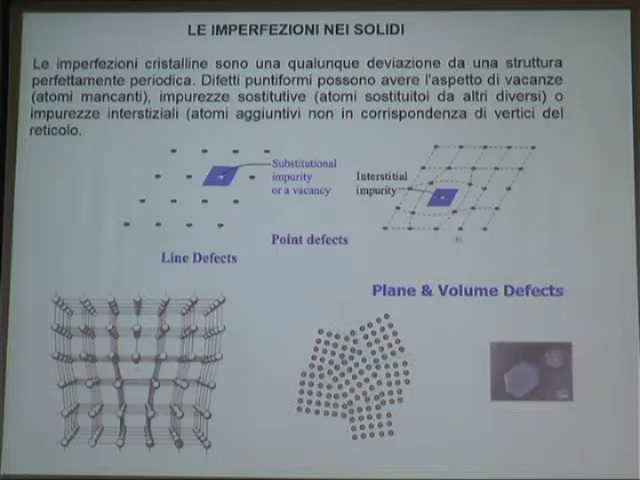 LE IMPERFEZIONI NEI SOLIDI
Le imperfezioni cristalline sono una qualunque deviazione da una struttura
perfettamente periodica. Difetti puntiformi possono avere l'aspetto di vacanze
(atomi mancanti), impurezze sostitutive (atomi sostituitoi da altri diversi) o
impurezze interstiziali (atomi aggiuntivi non in corrispondenza di vertici del
reticolo.
Substitutional
impurity
or a vacancy
Interstitial
impurity
Point defects
Line Defects
Plane & Volume Defects